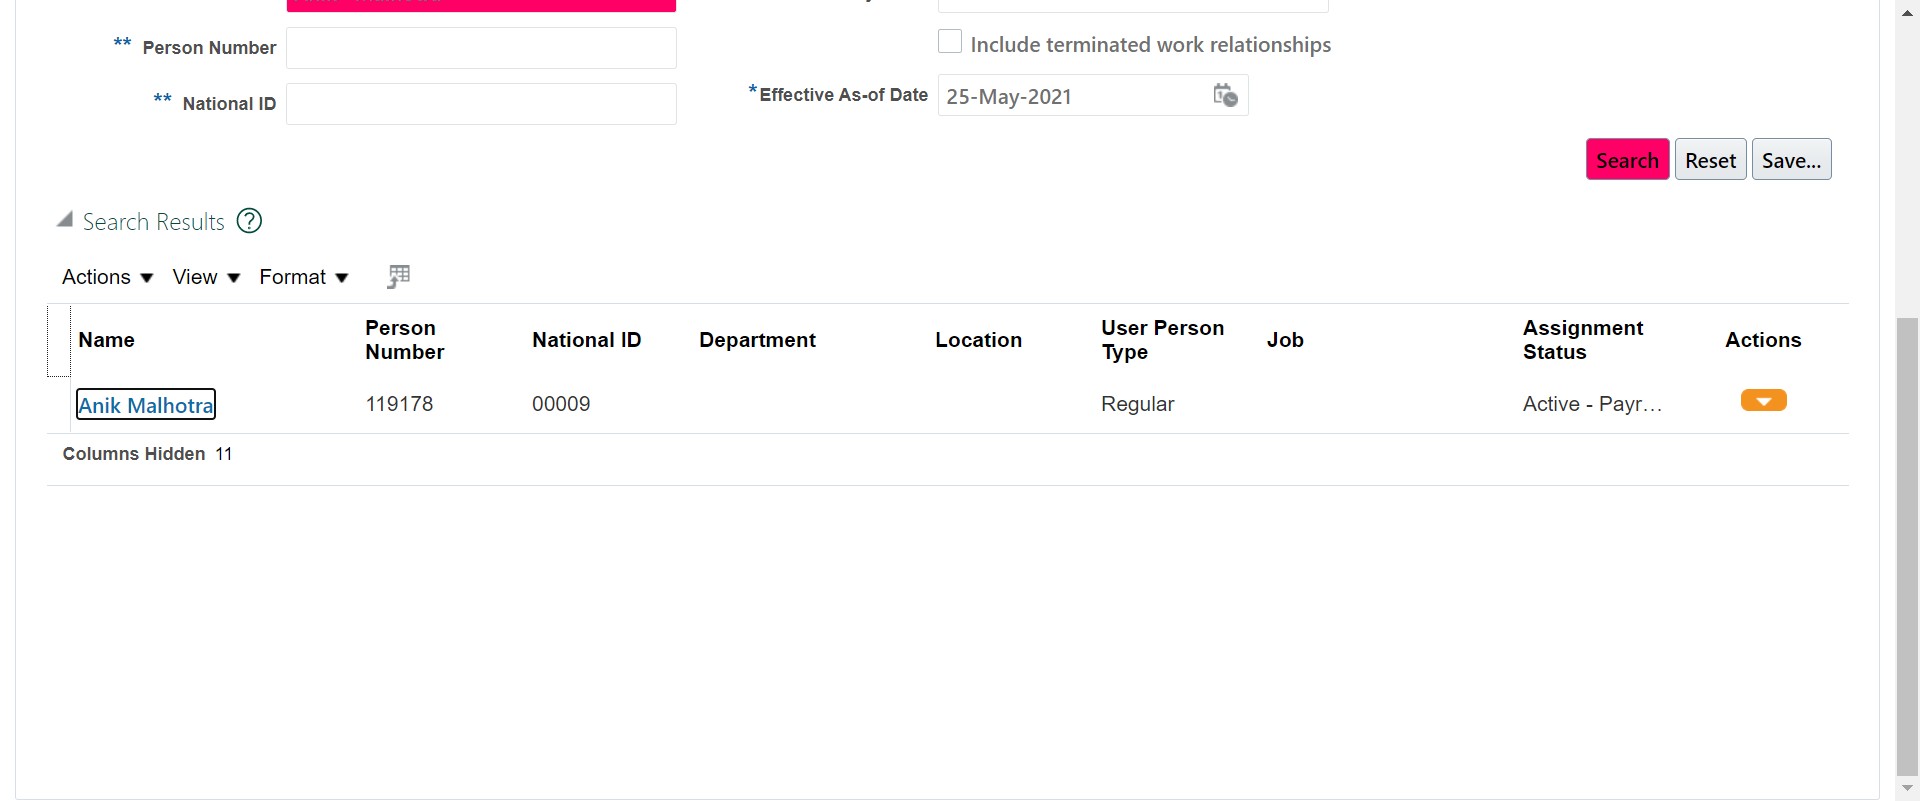 ** Person Number
Include terminated work relationships
** National ID
*Effective As-of Date 25-May-2021
Search Reset Save...
Search Results ?
Actions View Format
Name Person Number National ID Department Location User Person Type Job Assignment Status Actions
Anik Malhotra 119178 00009 Regular Active - Payr...
Columns Hidden 11